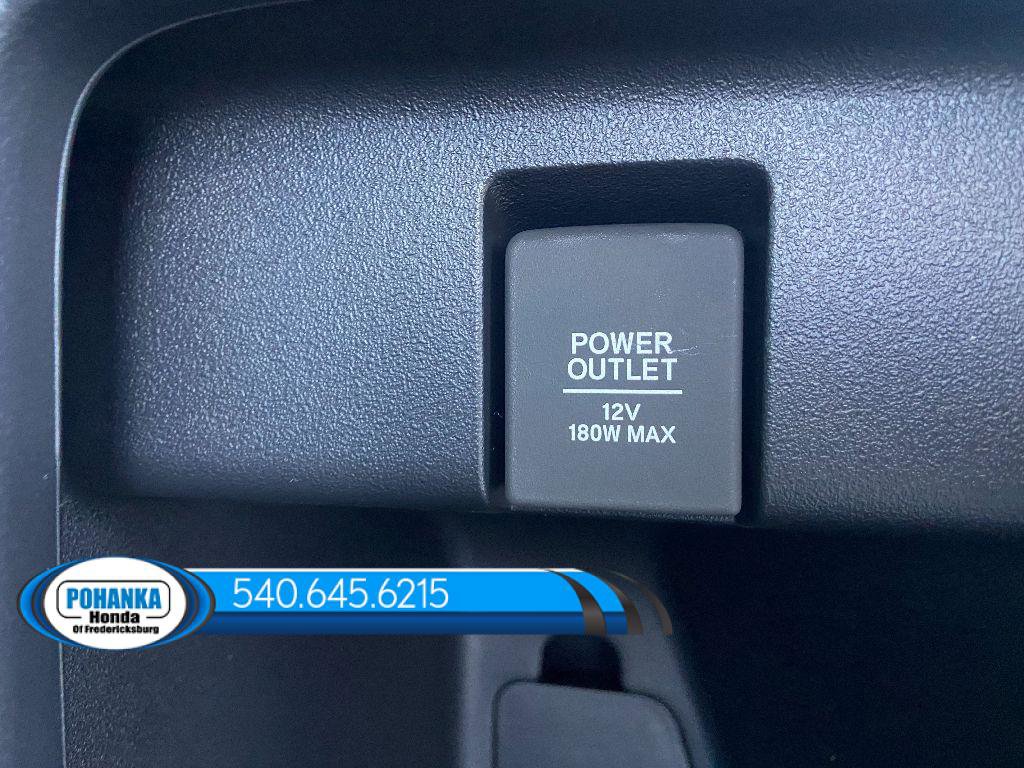 POWER
OUTLET
12V
180W MAX
POHANKA
Honda
Of Fredericksburg
540.645.6215